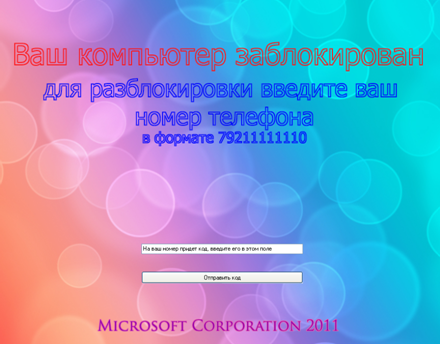 Ваш компьютер заблокирован
для разблокировки введите ваш
номер телефона
в формате 79211111110
На ваш номер придет код, введите его в этом поле
Отправить код
Microsoft Corporation 2011